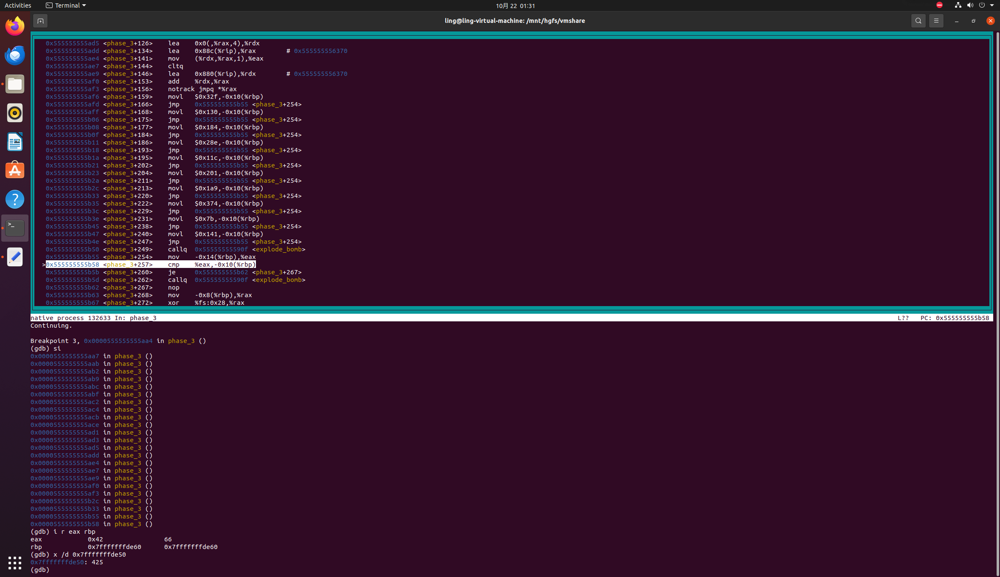 Activities Terminal 10月 22 01:31
ling@ling-virtual-machine: /mnt/hgfs/vmshare
0x555555555ad5 <phase_3+126> lea 0x0(,%rax,4),%rdx
0x555555555add <phase_3+134> lea 0x88c(%rip),%rax # 0x555555556370
0x555555555ae4 <phase_3+141> mov (%rdx,%rax,1),%eax
0x555555555ae7 <phase_3+144> cltq
0x555555555ae9 <phase_3+146> lea 0x880(%rip),%rdx # 0x555555556370
0x555555555af0 <phase_3+153> add %rdx,%rax
0x555555555af3 <phase_3+156> notrack jmpq *%rax
0x555555555af6 <phase_3+159> movl $0x32f,-0x10(%rbp)
0x555555555afd <phase_3+166> jmp 0x555555555b55 <phase_3+254>
0x555555555aff <phase_3+168> movl $0x130,-0x10(%rbp)
0x555555555b06 <phase_3+175> jmp 0x555555555b55 <phase_3+254>
0x555555555b08 <phase_3+177> movl $0x184,-0x10(%rbp)
0x555555555b0f <phase_3+184> jmp 0x555555555b55 <phase_3+254>
0x555555555b11 <phase_3+186> movl $0x28e,-0x10(%rbp)
0x555555555b18 <phase_3+193> jmp 0x555555555b55 <phase_3+254>
0x555555555b1a <phase_3+195> movl $0x11c,-0x10(%rbp)
0x555555555b21 <phase_3+202> jmp 0x555555555b55 <phase_3+254>
0x555555555b23 <phase_3+204> movl $0x201,-0x10(%rbp)
0x555555555b2a <phase_3+211> jmp 0x555555555b55 <phase_3+254>
0x555555555b2c <phase_3+213> movl $0x1a9,-0x10(%rbp)
0x555555555b33 <phase_3+220> jmp 0x555555555b55 <phase_3+254>
0x555555555b35 <phase_3+222> movl $0x374,-0x10(%rbp)
0x555555555b3c <phase_3+229> jmp 0x555555555b55 <phase_3+254>
0x555555555b3e <phase_3+231> movl $0x7b,-0x10(%rbp)
0x555555555b45 <phase_3+238> jmp 0x555555555b55 <phase_3+254>
0x555555555b47 <phase_3+240> movl $0x141,-0x10(%rbp)
0x555555555b4e <phase_3+247> jmp 0x555555555b55 <phase_3+254>
0x555555555b50 <phase_3+249> callq 0x55555555590f <explode_bomb>
0x555555555b55 <phase_3+254> mov -0x14(%rbp),%eax
>0x555555555b58 <phase_3+257> cmp %eax,-0x10(%rbp)
0x555555555b5b <phase_3+260> je 0x555555555b62 <phase_3+267>
0x555555555b5d <phase_3+262> callq 0x55555555590f <explode_bomb>
0x555555555b62 <phase_3+267> nop
0x555555555b63 <phase_3+268> mov -0x8(%rbp),%rax
0x555555555b67 <phase_3+272> xor %fs:0x28,%rax
native process 132633 In: phase_3 L?? PC: 0x555555555b58
Continuing.
Breakpoint 3, 0x0000555555555aa4 in phase_3 ()
(gdb) si
0x0000555555555aa7 in phase_3 ()
0x0000555555555aab in phase_3 ()
0x0000555555555ab2 in phase_3 ()
0x0000555555555ab9 in phase_3 ()
0x0000555555555abc in phase_3 ()
0x0000555555555abf in phase_3 ()
0x0000555555555ac2 in phase_3 ()
0x0000555555555ac4 in phase_3 ()
0x0000555555555acb in phase_3 ()
0x0000555555555ace in phase_3 ()
0x0000555555555ad1 in phase_3 ()
0x0000555555555ad3 in phase_3 ()
0x0000555555555ad5 in phase_3 ()
0x0000555555555add in phase_3 ()
0x0000555555555ae4 in phase_3 ()
0x0000555555555ae7 in phase_3 ()
0x0000555555555ae9 in phase_3 ()
0x0000555555555af0 in phase_3 ()
0x0000555555555af3 in phase_3 ()
0x0000555555555b2c in phase_3 ()
0x0000555555555b33 in phase_3 ()
0x0000555555555b55 in phase_3 ()
0x0000555555555b58 in phase_3 ()
(gdb) i r eax rbp
eax 0x42 66
rbp 0x7fffffffde60 0x7fffffffde60
(gdb) x /d 0x7fffffffde50
0x7fffffffde50: 425
(gdb)